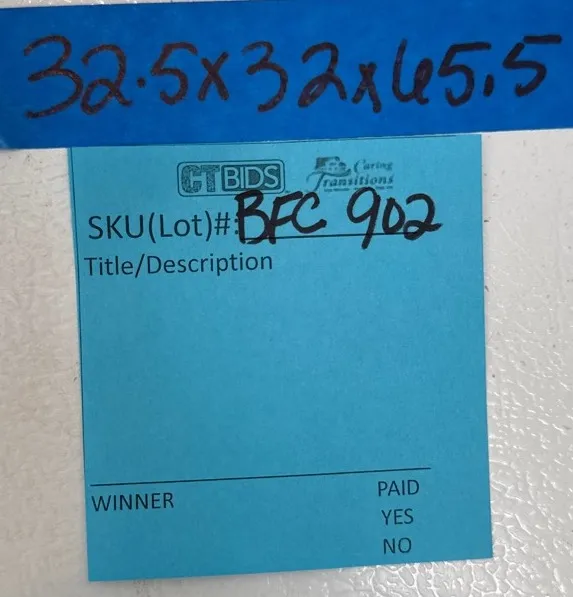 32.5x32x65.5
CTBIDS
Caring
Transitions
SKU(Lot)#: BFC 902
Title/Description
WINNER
PAID
YES
NO